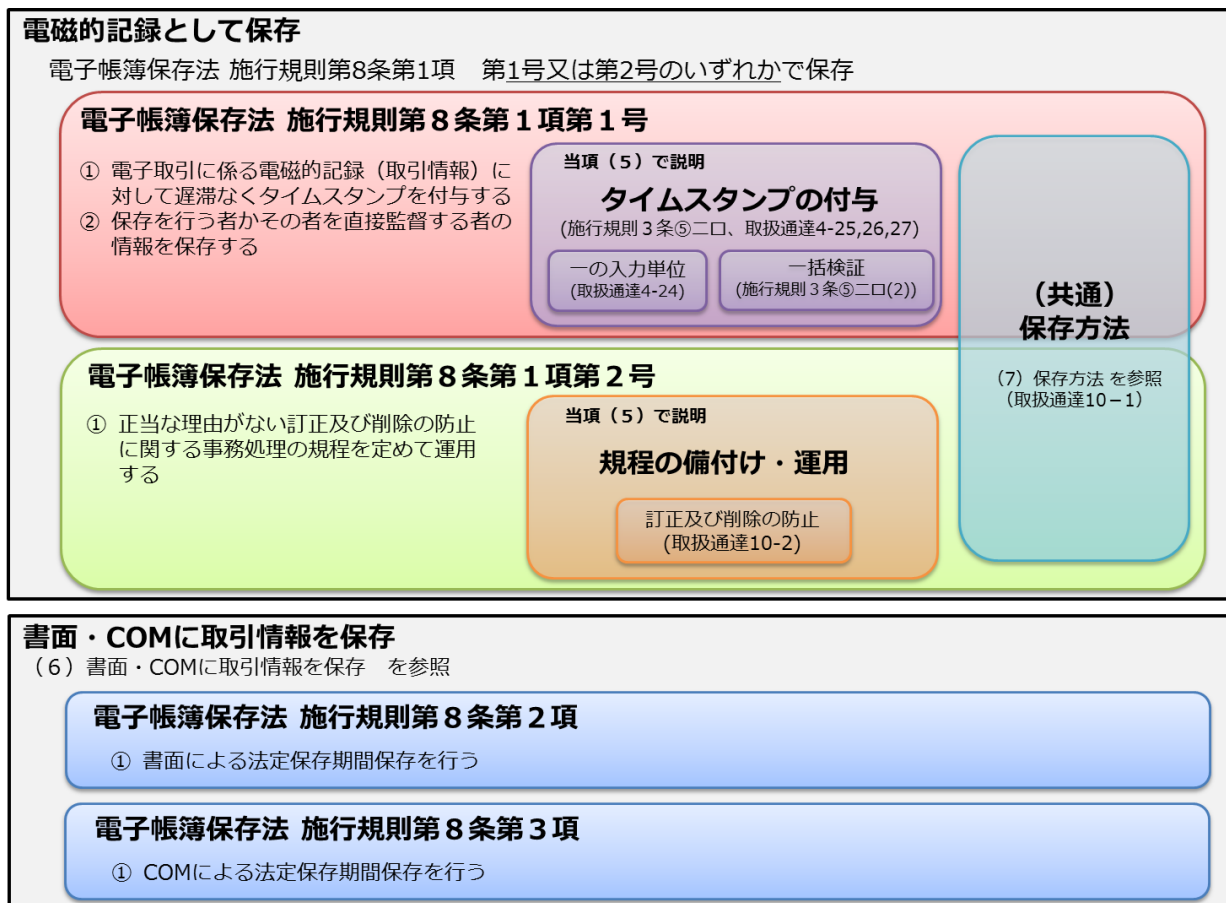 電磁的記録として保存
電子帳簿保存法 施行規則第8条第1項　第1号又は第2号のいずれかで保存
電子帳簿保存法 施行規則第８条第１項第１号
① 電子取引に係る電磁的記録（取引情報）に
対して遅滞なくタイムスタンプを付与する
② 保存を行う者かその者を直接監督する者の
情報を保存する
当項（５）で説明
タイムスタンプの付与
(施行規則３条⑤二ロ、取扱通達4-25,26,27)
一の入力単位
(取扱通達4-24)
一括検証
(施行規則３条⑤二ロ(2))
（共通）
保存方法
（7）保存方法 を参照
（取扱通達10－1）
電子帳簿保存法 施行規則第８条第１項第２号
① 正当な理由がない訂正及び削除の防止
に関する事務処理の規程を定めて運用
する
当項（５）で説明
規程の備付け・運用
訂正及び削除の防止
(取扱通達10-2)
書面・COMに取引情報を保存
（６）書面・COMに取引情報を保存　を参照
電子帳簿保存法 施行規則第８条第２項
① 書面による法定保存期間保存を行う
電子帳簿保存法 施行規則第８条第３項
① COMによる法定保存期間保存を行う